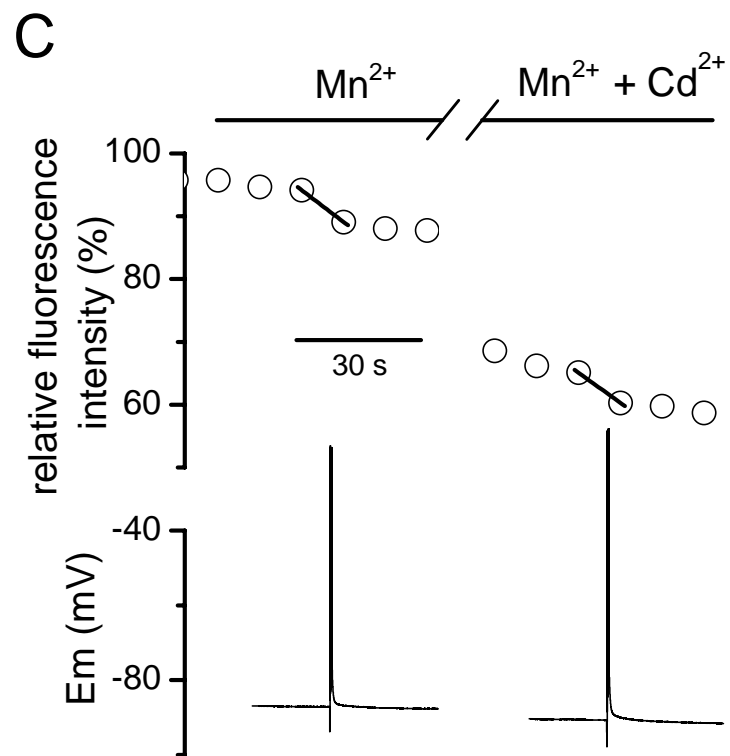 C
Mn²⁺
Mn²⁺ + Cd²⁺
relative fluorescence
intensity (%)
100
80
60
30 s
Em (mV)
-40
-80